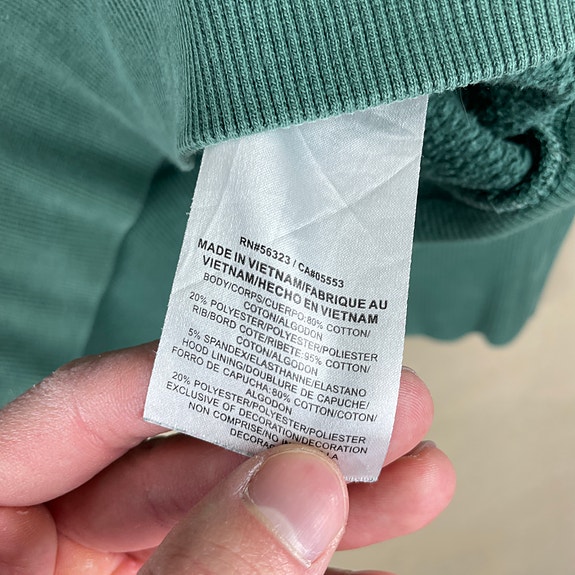 RN#56323 / CA#05553
MADE IN VIETNAM/FABRIQUE AU
VIETNAM/HECHO EN VIETNAM
BODY/CORPS/CUERPO:80% COTTON/
COTON/ALGODON
20% POLYESTER/POLYESTER/POLIESTER
RIB/BORD COTE/RIBETE:95% COTTON/
COTON/ALGODON
5% SPANDEX/ELASTHANNE/ELASTANO
HOOD LINING/DOUBLURE DE CAPUCHE/
FORRO DE CAPUCHA:80% COTTON/COTON/
ALGODON
20% POLYESTER/POLYESTER/POLIESTER
EXCLUSIVE OF DECORATION/DECORATION
NON COMPRISE/NO INCLUYE LA